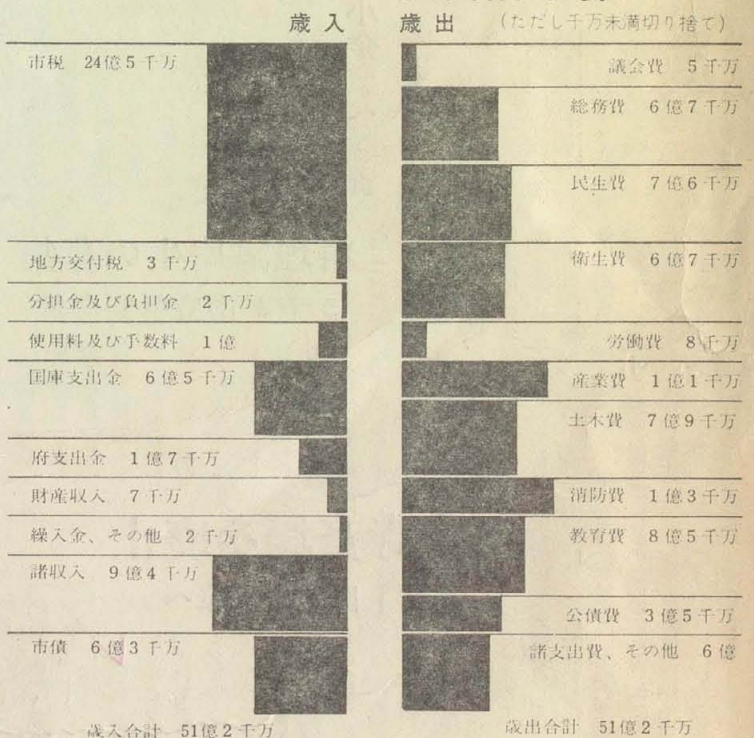 歳入
市税 24億5千万
地方交付税 3千万
分担金及び負担金 2千万
使用料及び手数料 1億
国庫支出金 6億5千万
府支出金 1億7千万
財産収入 7千万
繰入金、その他 2千万
諸収入 9億4千万
市債 6億3千万
歳入合計 51億2千万
歳出 (ただし千万未満切り捨て)
議会費 5千万
総務費 6億7千万
民生費 7億6千万
衛生費 6億7千万
労働費 8千万
産業費 1億1千万
土木費 7億9千万
消防費 1億3千万
教育費 8億5千万
公債費 3億5千万
諸支出費、その他 6億
歳出合計 51億2千万